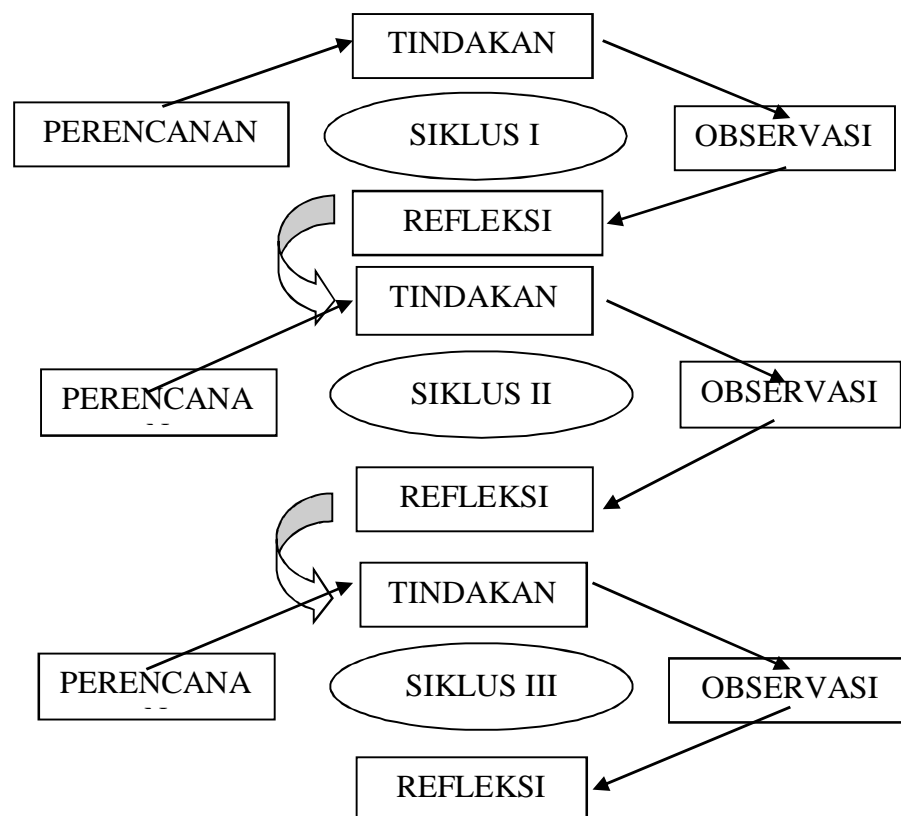 TINDAKAN
PERENCANAN
SIKLUS I
OBSERVASI
REFLEKSI
TINDAKAN
PERENCANA
SIKLUS II
OBSERVASI
REFLEKSI
TINDAKAN
PERENCANA
SIKLUS III
OBSERVASI
REFLEKSI